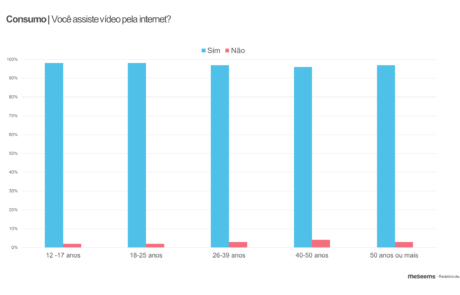 Consumo | Você assiste vídeo pela internet?
Sim Não
100%
90%
80%
70%
60%
50%
40%
30%
20%
10%
0%
12 -17 anos 18-25 anos 26-39 anos 40-50 anos 50 anos ou mais
meseems